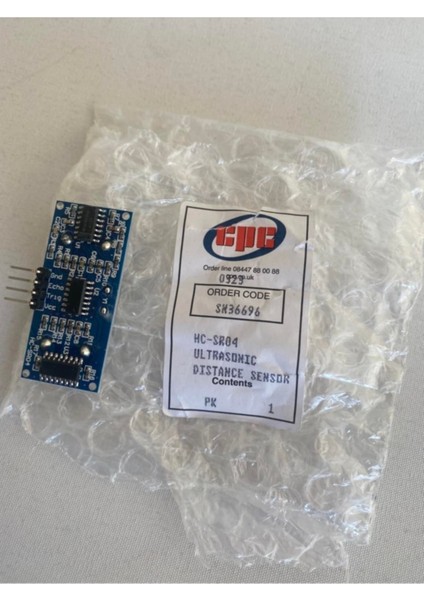 CPC
Order line 08447 88 00 88
0323
ORDER CODE
SN36696
HC-SR04
ULTRASONIC
DISTANCE SENSOR
Contents
PK 1
Gnd
Echo
Trig
Vcc